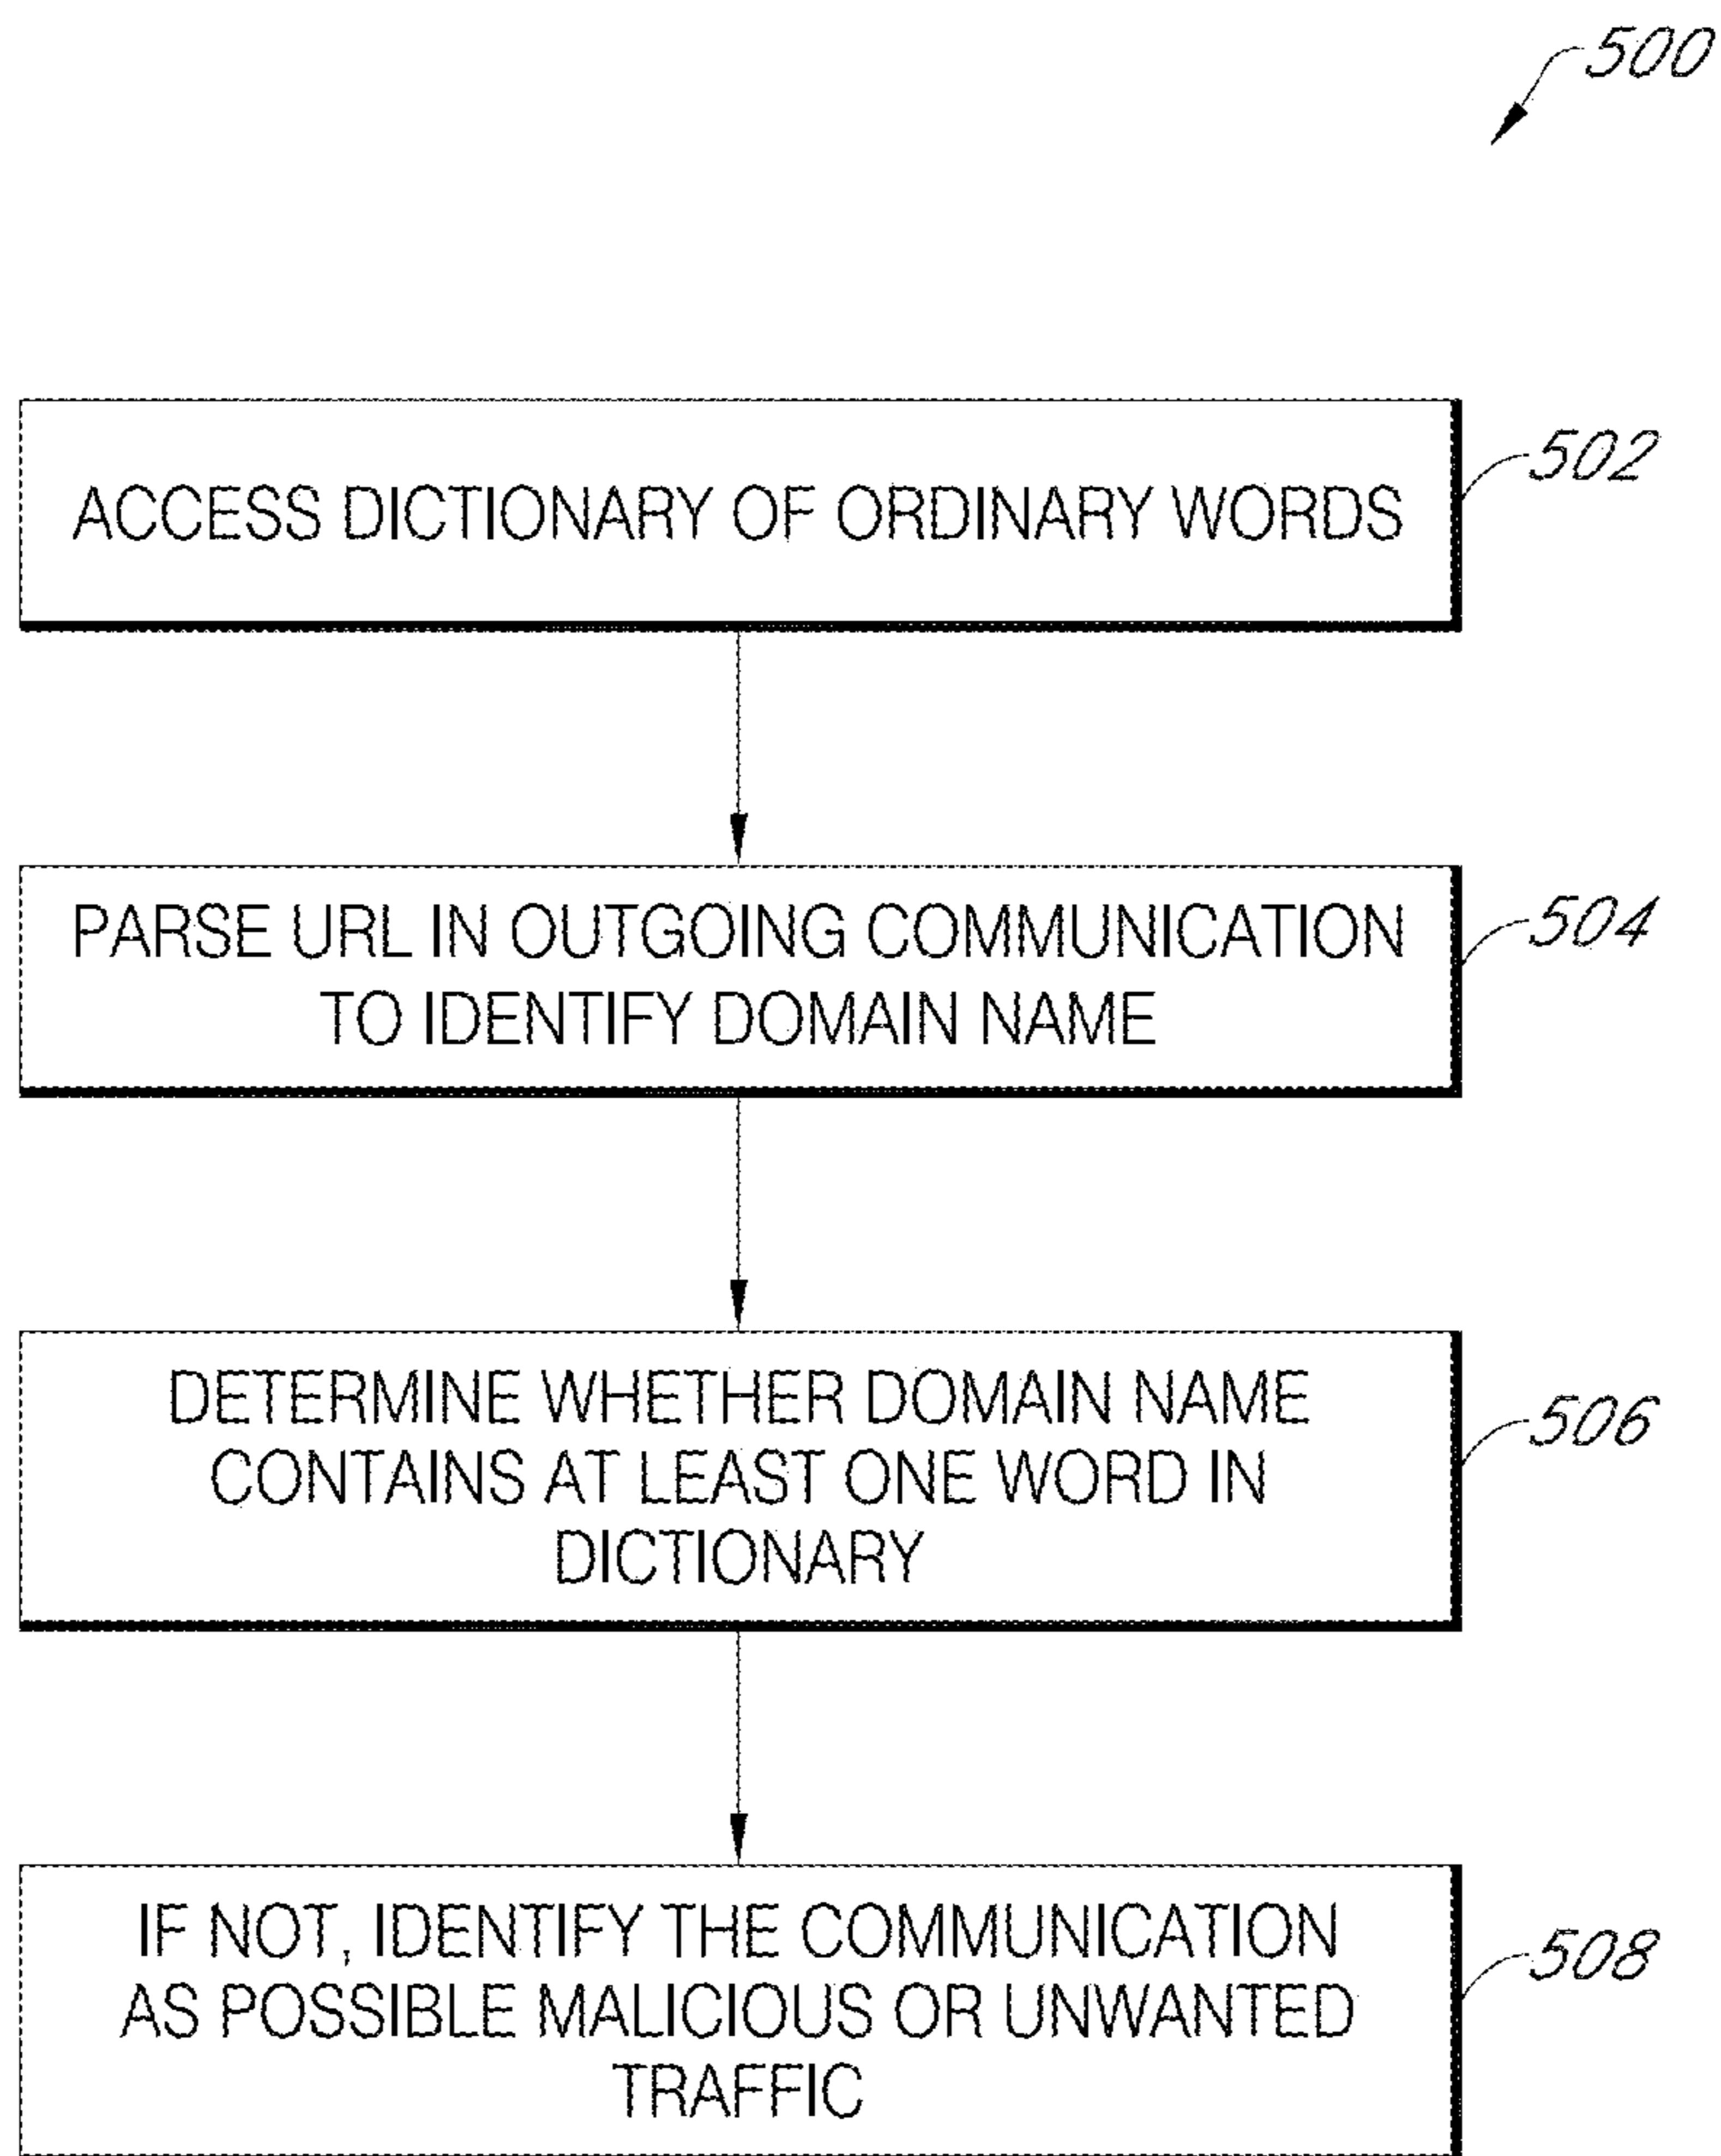 500
ACCESS DICTIONARY OF ORDINARY WORDS
502
PARSE URL IN OUTGOING COMMUNICATION
TO IDENTIFY DOMAIN NAME
504
DETERMINE WHETHER DOMAIN NAME
CONTAINS AT LEAST ONE WORD IN
DICTIONARY
506
IF NOT, IDENTIFY THE COMMUNICATION
AS POSSIBLE MALICIOUS OR UNWANTED
TRAFFIC
508